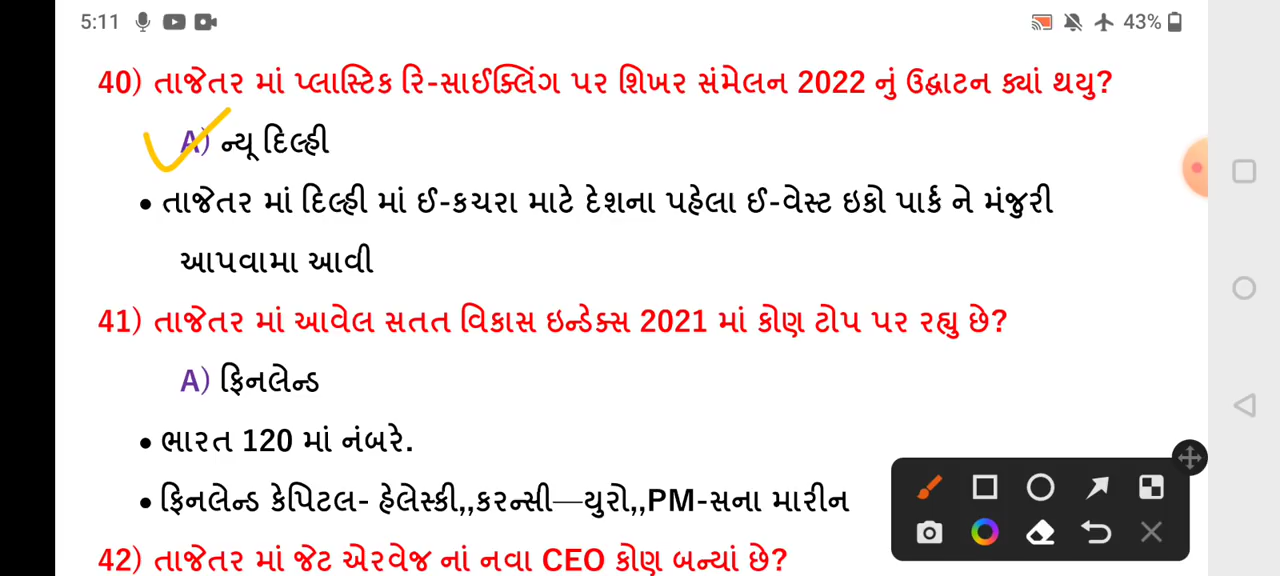 5:11
43%
40) તાજેતર માં પ્લાસ્ટિક રિ-સાઈક્લિંગ પર શિખર સંમેલન 2022 નું ઉદ્ઘાટન ક્યાં થયુ?
A) ન્યૂ દિલ્હી
• તાજેતર માં દિલ્હી માં ઈ-કચરા માટે દેશના પહેલા ઈ-વેસ્ટ ઇકો પાર્ક ને મંજુરી
આપવામા આવી
41) તાજેતર માં આવેલ સતત વિકાસ ઇન્ડેક્સ 2021 માં કોણ ટોપ પર રહ્યુ છે?
A) ફિનલેન્ડ
• ભારત 120 માં નંબરે.
• ફિનલેન્ડ કેપિટલ- હેલેસ્કી,,કરન્સી—યુરો,,PM-સના મારીન
42) તાજેતર માં જેટ એરવેજ નાં નવા CEO કોણ બન્યાં છે?